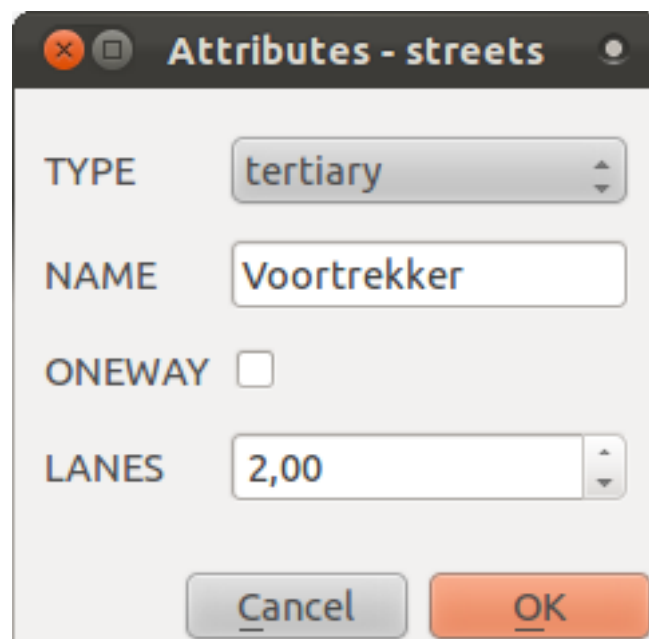 Attributes - streets
TYPE tertiary
NAME Voortrekker
ONEWAY
LANES 2,00
Cancel OK